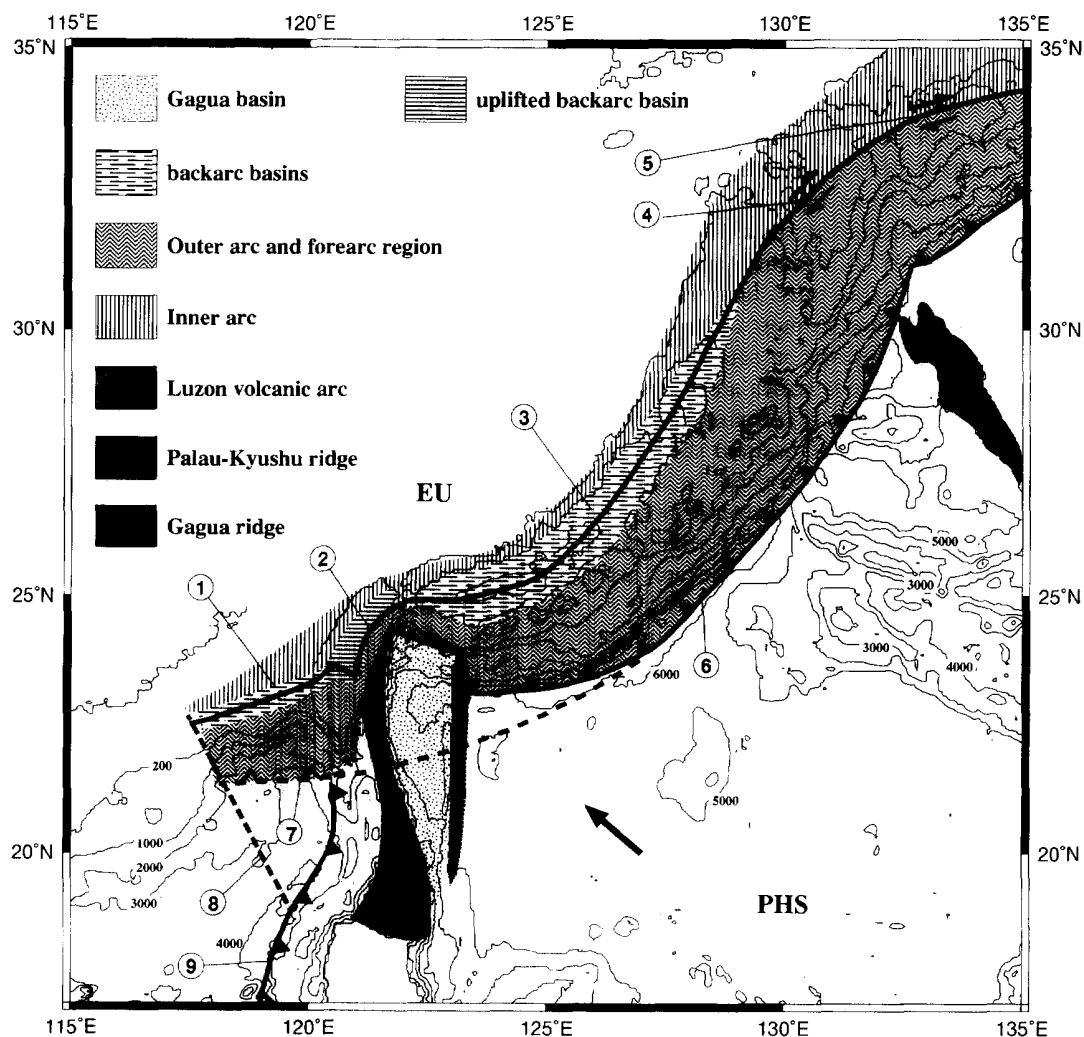 115°E 120°E 125°E 130°E 135°E
35°N 35°N
Gagua basin
uplifted backarc basin
backarc basins
Outer arc and forearc region
Inner arc
Luzon volcanic arc
Palau-Kyushu ridge
Gagua ridge
5
4
30°N 30°N
3
EU
2
1
25°N 25°N
5000
3000
3000
4000
6
6000
200
5000
1000
2000
3000
7
8
20°N 20°N
PHS
4000
9
115°E 120°E 125°E 130°E 135°E